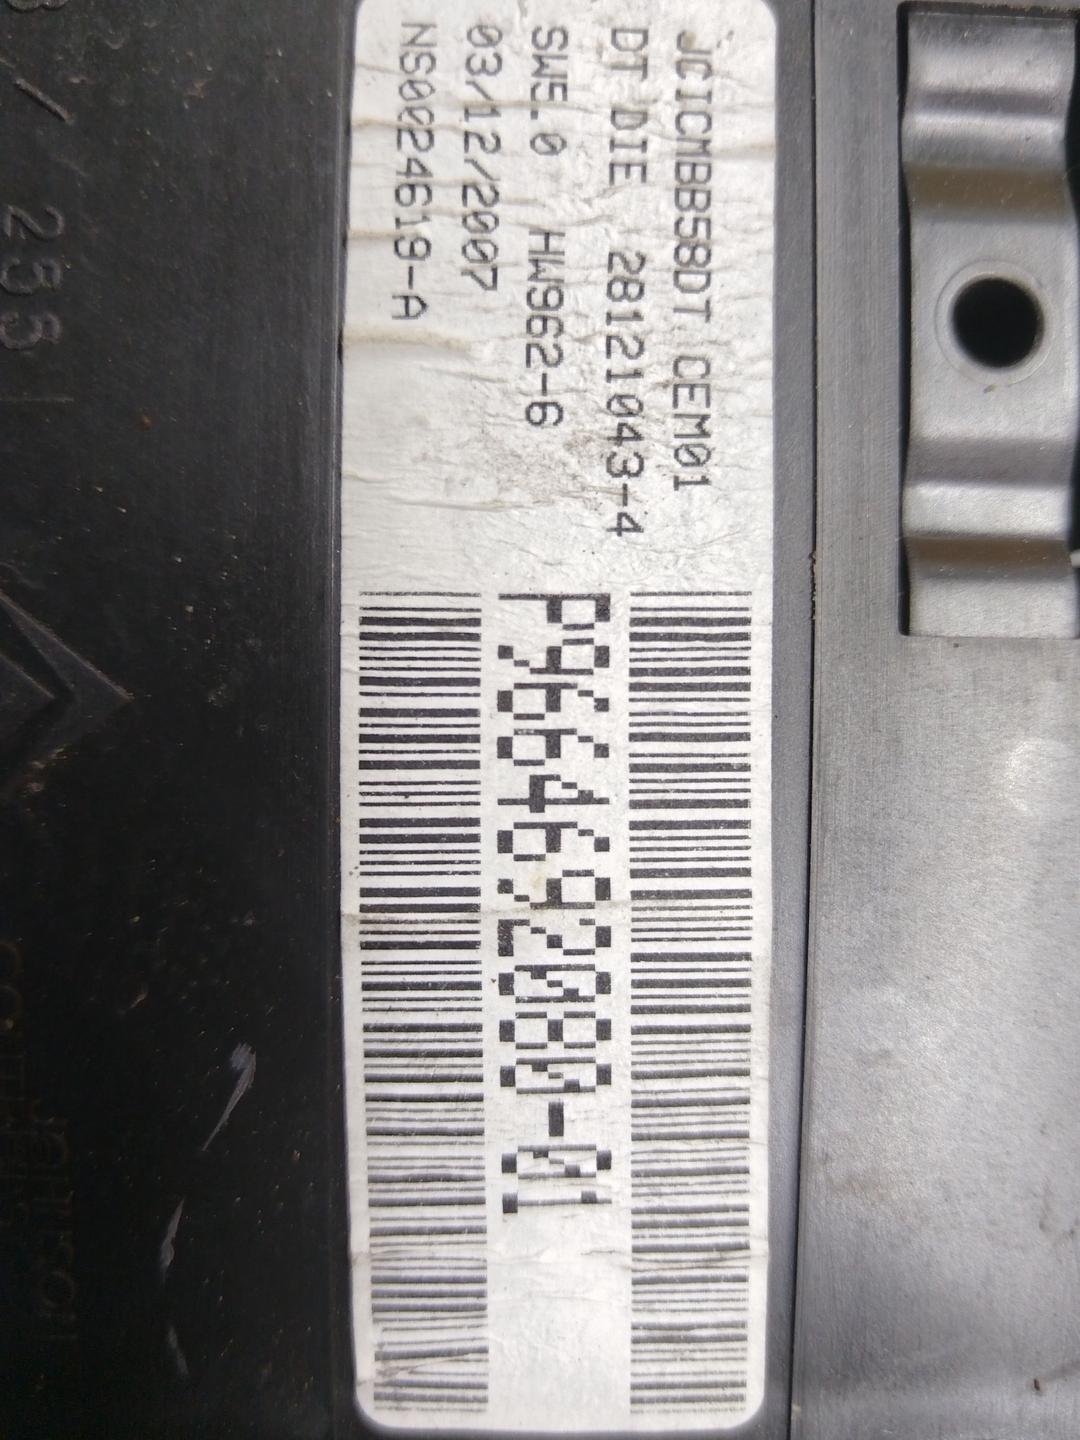 JCICMBB58DT CEM01
DT DIE 28121043-4
SW5.0 HW962-6
03/12/2007
NS0024619-A
P9664692080-01